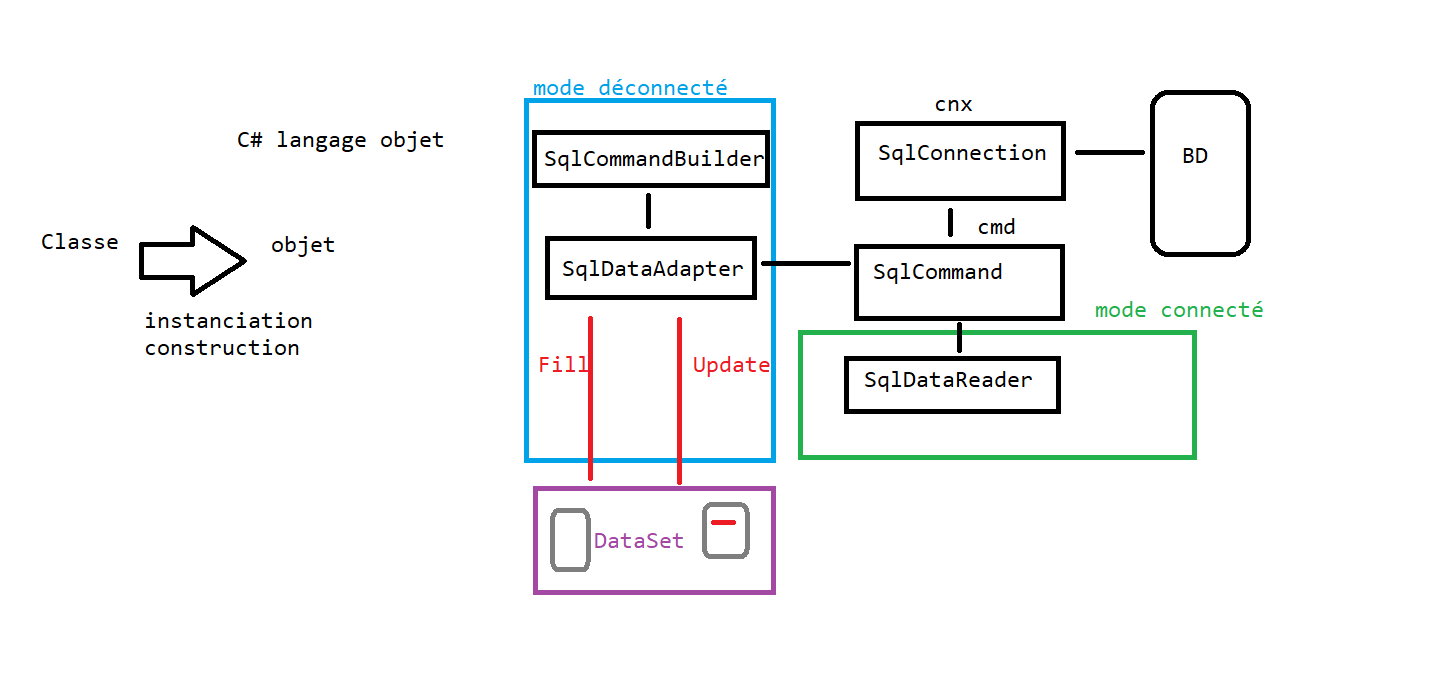 mode déconnecté
cnx
C# langage objet
SqlCommandBuilder
SqlConnection
BD
Classe
objet
cmd
SqlDataAdapter
SqlCommand
instanciation
construction
mode connecté
Fill
Update
SqlDataReader
DataSet